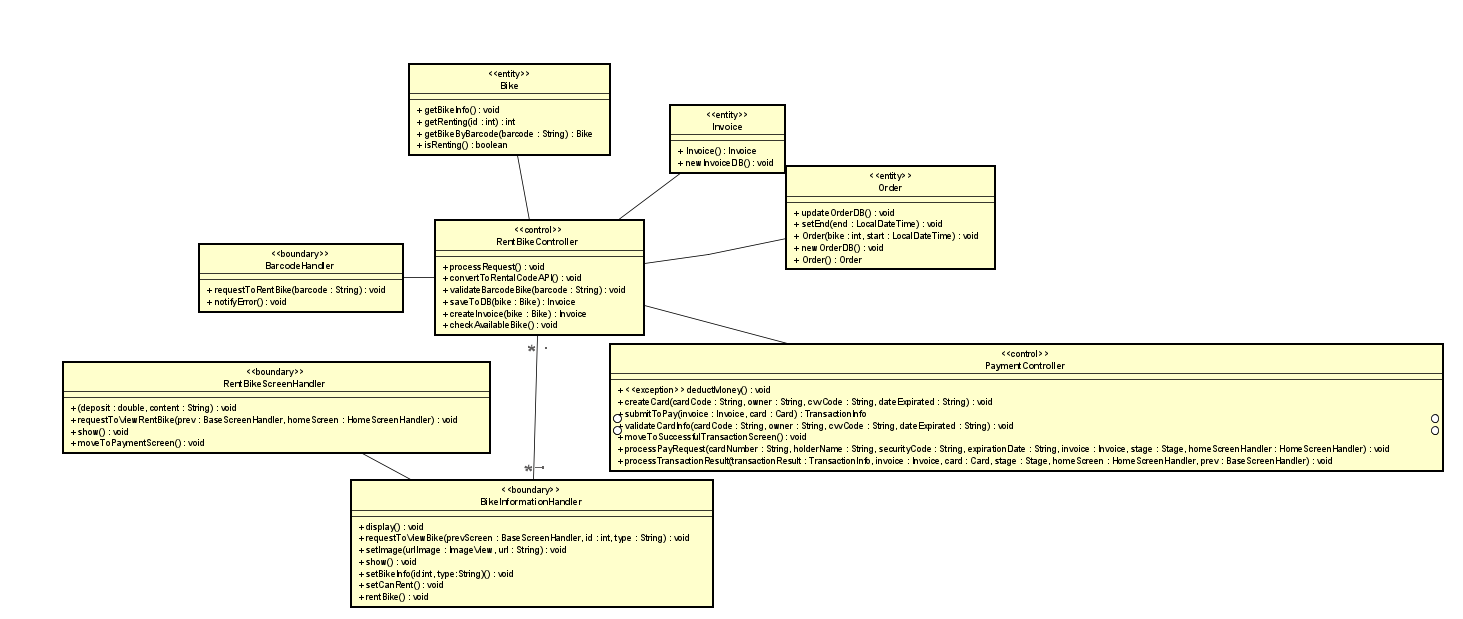 <<entity>>
Bike
+ getBikeInfo() : void
+ getRenting(id : int) : int
+ getBikeByBarcode(barcode : String) : Bike
+ isRenting() : boolean
<<entity>>
Invoice
+ Invoice() : Invoice
+ newInvoiceDB() : void
<<entity>>
Order
+ updateOrderDB() : void
+ setEnd(end : LocalDateTime) : void
+ Order(bike : int, start : LocalDateTime) : void
+ newOrderDB() : void
+ Order() : Order
<<control>>
RentBikeController
+ processRequest() : void
+ convertToRentalCodeAPI() : void
+ validateBarcodeBike(barcode : String) : void
+ saveToDB(bike : Bike) : Invoice
+ createInvoice(bike : Bike) : Invoice
+ checkAvailableBike() : void
<<boundary>>
BarcodeHandler
+ requestToRentBike(barcode : String) : void
+ notifyError() : void
*
<<control>>
PaymentController
+ <<exception>> deductMoney() : void
+ createCard(cardCode : String, owner : String, cvvCode : String, dateExpirated : String) : void
+ submitToPay(invoice : Invoice, card : Card) : TransactionInfo
+ validateCardInfo(cardCode : String, owner : String, cvvCode : String, dateExpirated : String) : void
+ moveToSuccessfulTransactionScreen() : void
+ processPayRequest(cardNumber : String, holderName : String, securityCode : String, expirationDate : String, invoice : Invoice, stage : Stage, homeScreenHandler : HomeScreenHandler) : void
+ processTransactionResult(transactionResult : TransactionInfo, invoice : Invoice, card : Card, stage : Stage, homeScreen : HomeScreenHandler, prev : BaseScreenHandler) : void
<<boundary>>
RentBikeScreenHandler
+ (deposit : double, content : String) : void
+ requestToViewRentBike(prev : BaseScreenHandler, homeScreen : HomeScreenHandler) : void
+ show() : void
+ moveToPaymentScreen() : void
*
<<boundary>>
BikeInformationHandler
+ display() : void
+ requestToViewBike(prevScreen : BaseScreenHandler, id : int, type : String) : void
+ setImage(urlImage : ImageView, url : String) : void
+ show() : void
+ setBikeInfo(id:int, type:String)() : void
+ setCanRent() : void
+ rentBike() : void